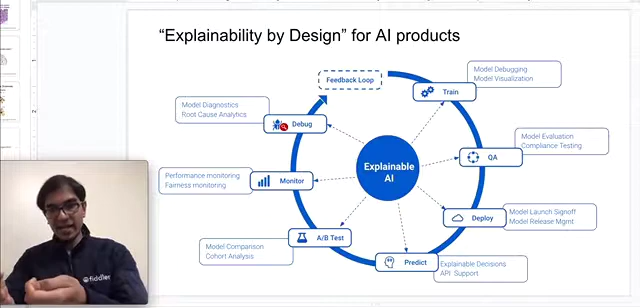 “Explainability by Design” for AI products
Feedback Loop
Train
Model Debugging
Model Visualization
QA
Model Evaluation
Compliance Testing
Deploy
Model Launch Signoff
Model Release Mgmt
Predict
Explainable Decisions
API Support
A/B Test
Model Comparison
Cohort Analysis
Monitor
Performance monitoring
Fairness monitoring
Debug
Model Diagnostics
Root Cause Analytics
Explainable
AI
fiddler